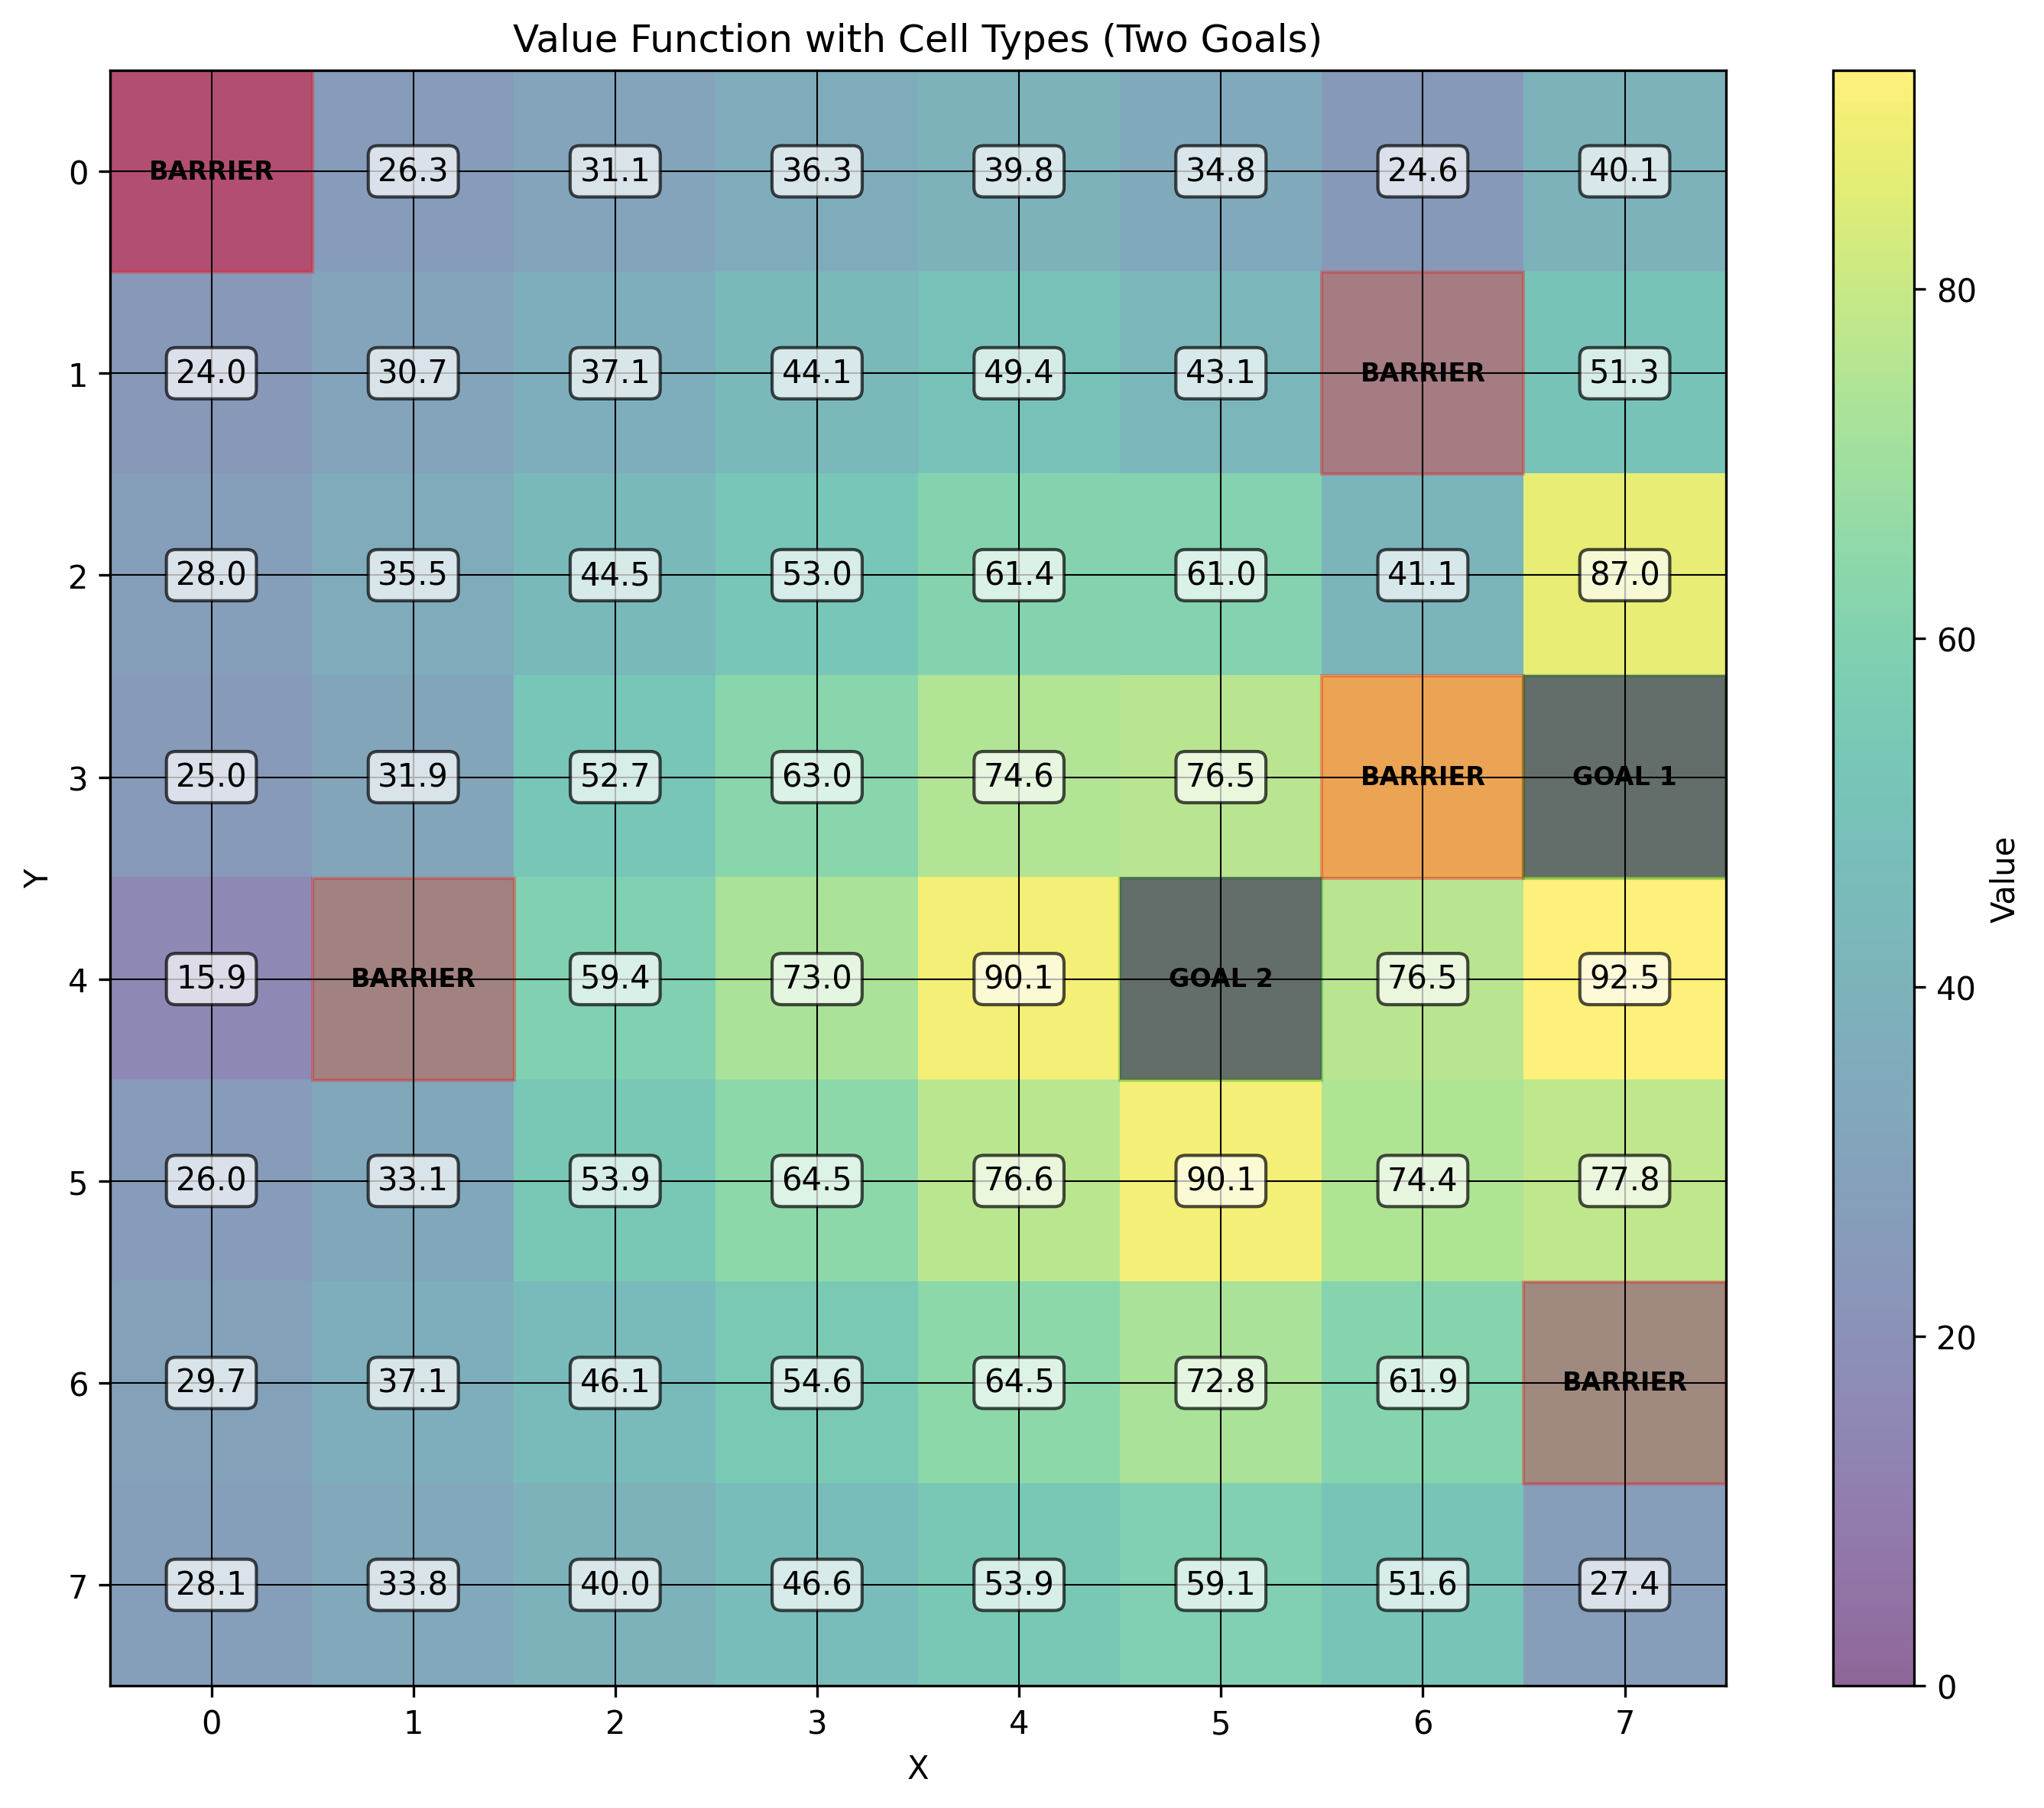 Value Function with Cell Types (Two Goals)
0 BARRIER 26.3 31.1 36.3 39.8 34.8 24.6 40.1
1 24.0 30.7 37.1 44.1 49.4 43.1 BARRIER 51.3
2 28.0 35.5 44.5 53.0 61.4 61.0 41.1 87.0
3 25.0 31.9 52.7 63.0 74.6 76.5 BARRIER GOAL 1
4 15.9 BARRIER 59.4 73.0 90.1 GOAL 2 76.5 92.5
5 26.0 33.1 53.9 64.5 76.6 90.1 74.4 77.8
6 29.7 37.1 46.1 54.6 64.5 72.8 61.9 BARRIER
7 28.1 33.8 40.0 46.6 53.9 59.1 51.6 27.4
0 1 2 3 4 5 6 7
X
Y
80
60
40
20
0
Value